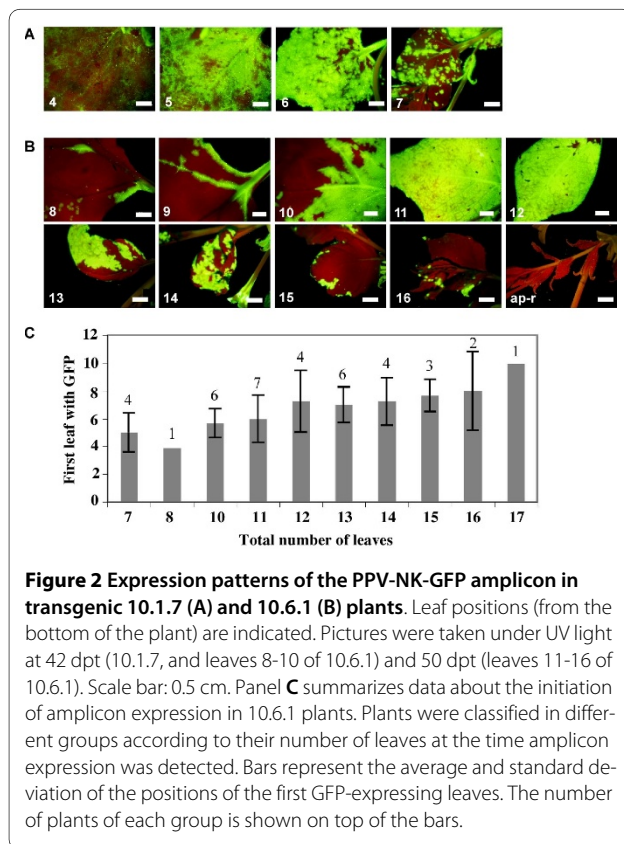 A
4 5 6 7
B
8 9 10 11 12
13 14 15 16 ap-r
C
12
10
8
6
4
2
0
First leaf with GFP
4 1 6 7 4 6 4 3 2 1
7 8 10 11 12 13 14 15 16 17
Total number of leaves
Figure 2 Expression patterns of the PPV-NK-GFP amplicon in
transgenic 10.1.7 (A) and 10.6.1 (B) plants. Leaf positions (from the
bottom of the plant) are indicated. Pictures were taken under UV light
at 42 dpt (10.1.7, and leaves 8-10 of 10.6.1) and 50 dpt (leaves 11-16 of
10.6.1). Scale bar: 0.5 cm. Panel C summarizes data about the initiation
of amplicon expression in 10.6.1 plants. Plants were classified in differ-
ent groups according to their number of leaves at the time amplicon
expression was detected. Bars represent the average and standard de-
viation of the positions of the first GFP-expressing leaves. The number
of plants of each group is shown on top of the bars.